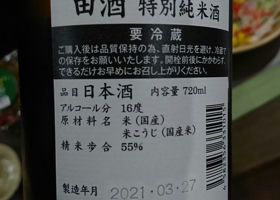 田酒 特別純米酒
要冷蔵
ご購入後は品質保持の為、直射日光を避け、冷蔵で
の保存をお願いいたします。開栓前後にかかわらず、
できるだけお早めにお召し上がりください。
品目 日本酒 内容量 720ml
アルコール分 16度
原材料名 米(国産)
米こうじ(国産米)
精米歩合 55%
製造年月 2021.03.27